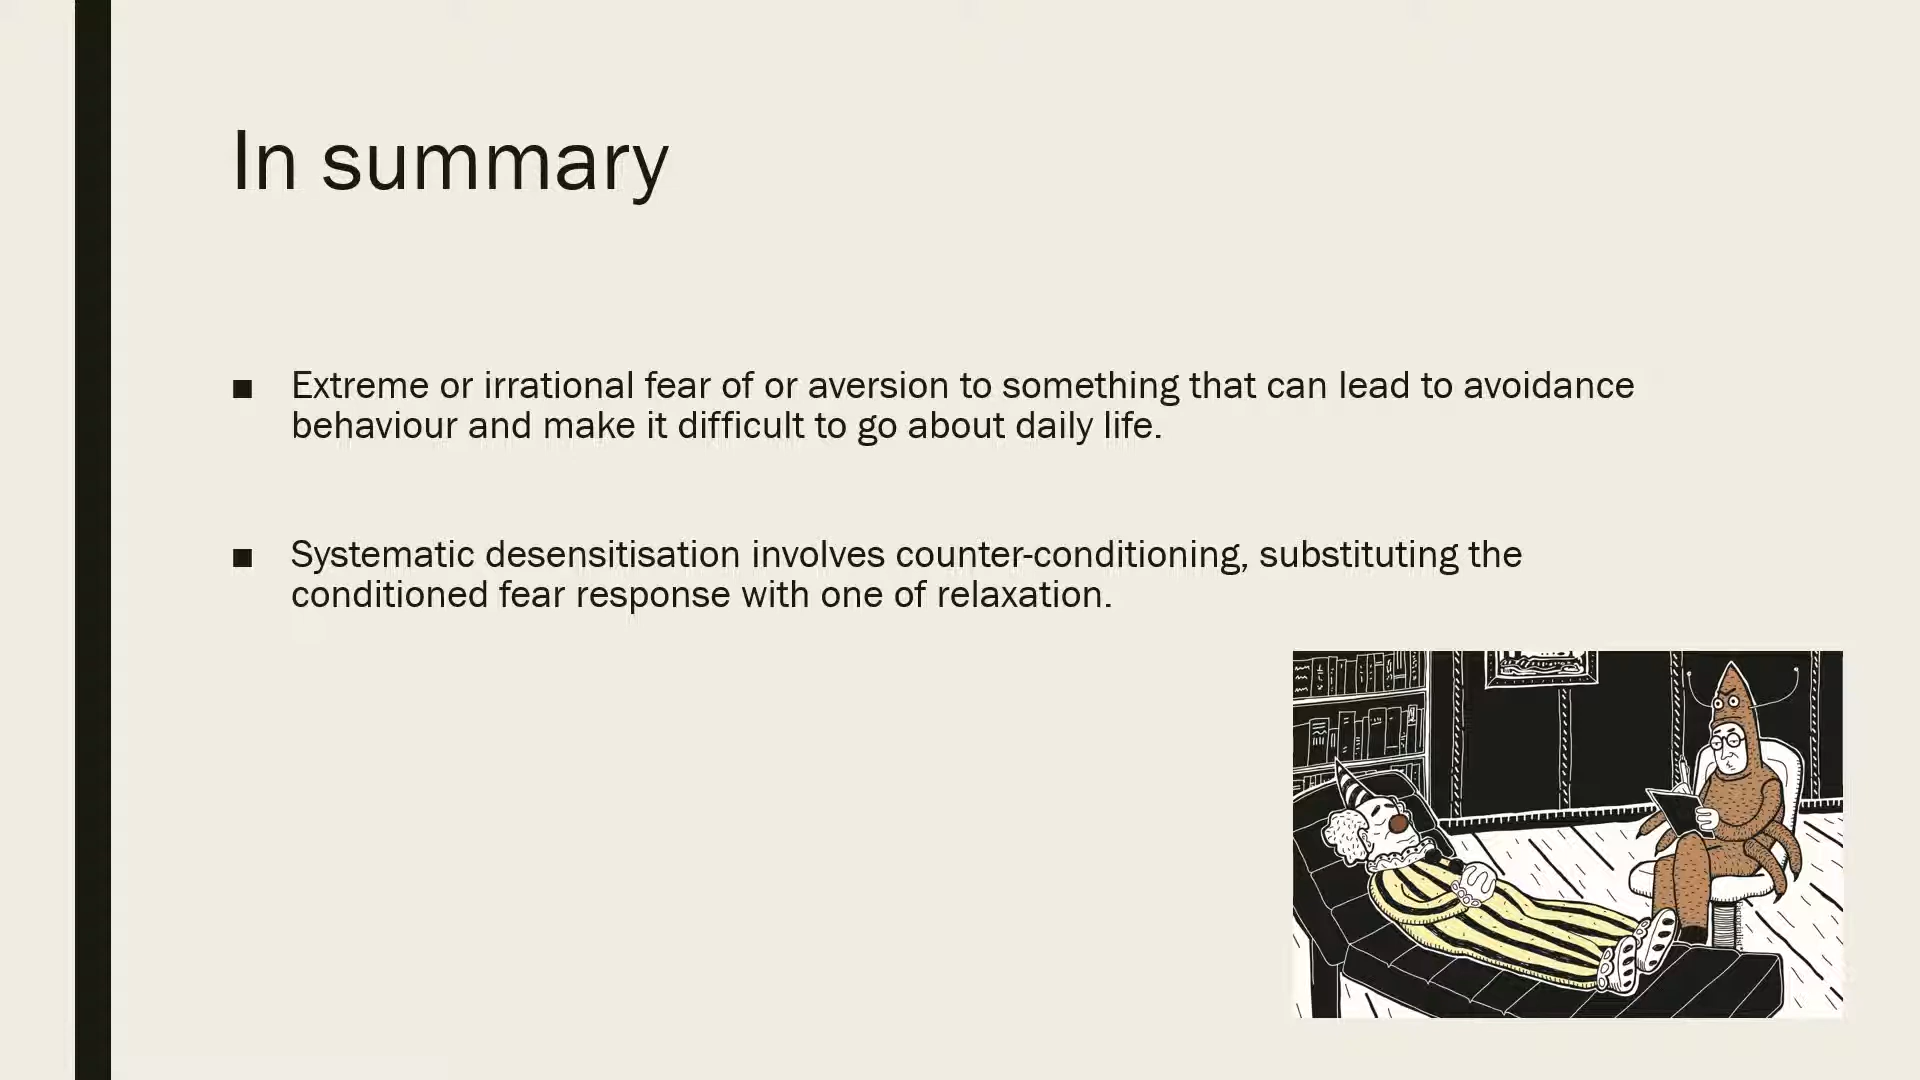 In summary
■ Extreme or irrational fear of or aversion to something that can lead to avoidance
behaviour and make it difficult to go about daily life.
■ Systematic desensitisation involves counter-conditioning, substituting the
conditioned fear response with one of relaxation.